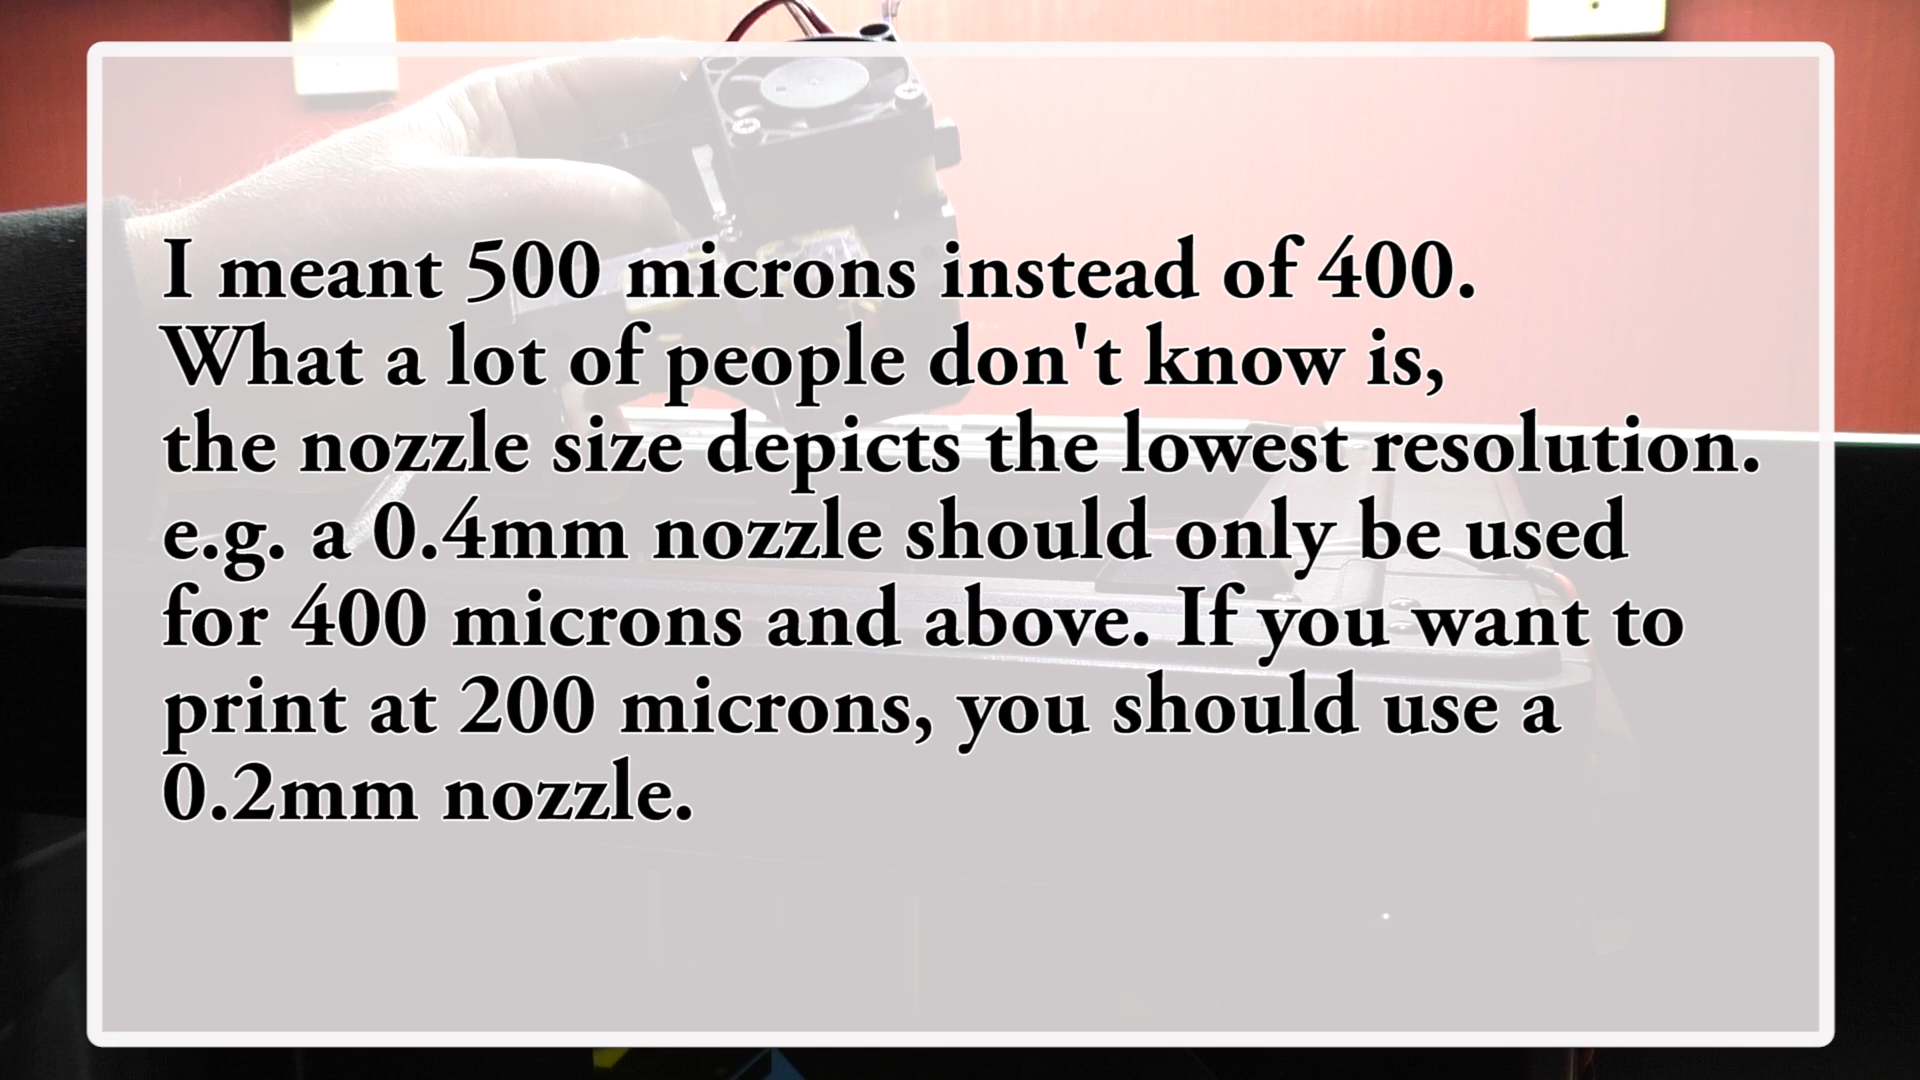 I meant 500 microns instead of 400.
What a lot of people don't know is,
the nozzle size depicts the lowest resolution.
e.g. a 0.4mm nozzle should only be used
for 400 microns and above. If you want to
print at 200 microns, you should use a
0.2mm nozzle.